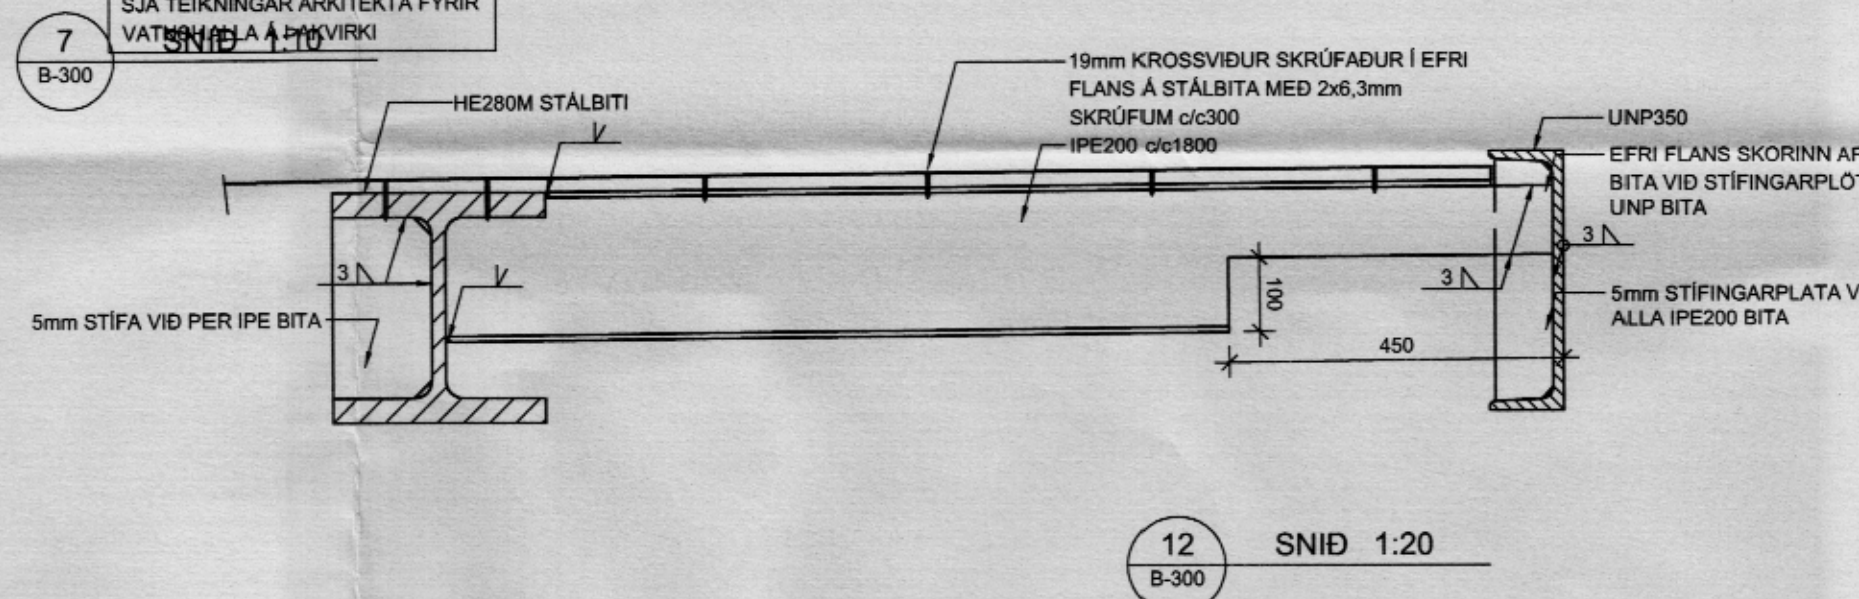 SJÁ TEIKNINGAR ARKITEKTA FYRIR
VATNSHALLA Á ÞAKVIRKI
7
B-300
SNIÐ 1:10
HE280M STÁLBITI
19mm KROSSVIÐUR SKRÚFAÐUR Í EFRI
FLANS Á STÁLBITA MEÐ 2x6,3mm
SKRÚFUM c/c300
IPE200 c/c1800
UNP350
EFRI FLANS SKORINN AF
BITA VIÐ STÍFINGARPLÖT
UNP BITA
3
3
3
100
5mm STÍFA VIÐ PER IPE BITA
5mm STÍFINGARPLATA V
ALLA IPE200 BITA
450
12
B-300
SNIÐ 1:20